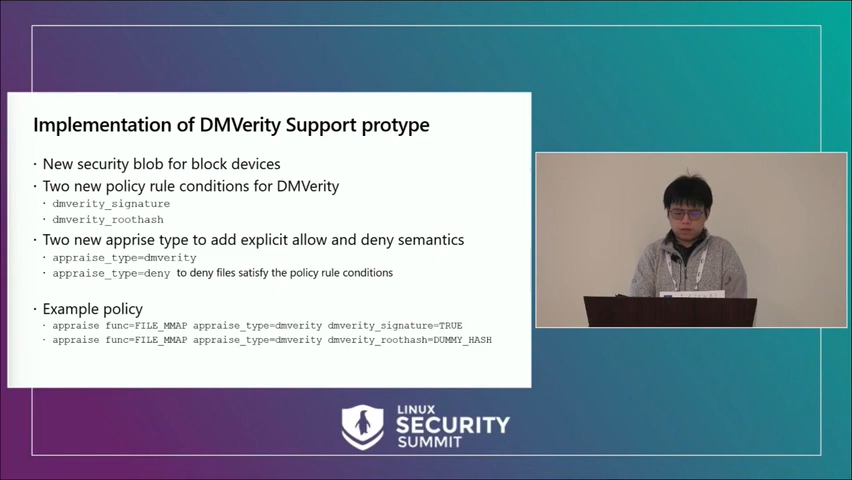 Implementation of DMVerity Support protype
· New security blob for block devices
· Two new policy rule conditions for DMVerity
· dmverity_signature
· dmverity_roothash
· Two new apprise type to add explicit allow and deny semantics
· appraise_type=dmverity
· appraise_type=deny to deny files satisfy the policy rule conditions
· Example policy
· appraise func=FILE_MMAP appraise_type=dmverity dmverity_signature=TRUE
· appraise func=FILE_MMAP appraise_type=dmverity dmverity_roothash=DUMMY_HASH
LINUX
SECURITY
SUMMIT